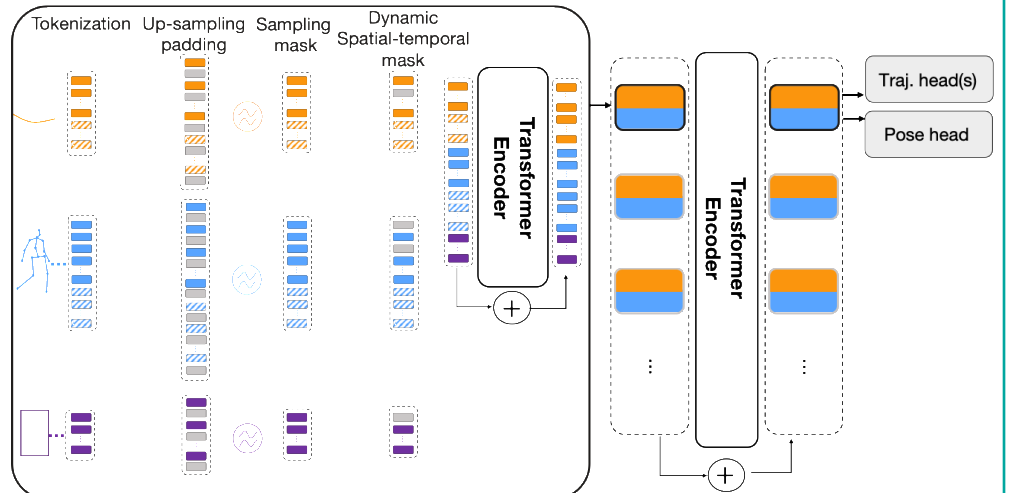 Tokenization
Up-sampling
padding
Sampling
mask
Dynamic
Spatial-temporal
mask
Transformer
Encoder
Transformer
Encoder
Traj. head(s)
Pose head
...
...